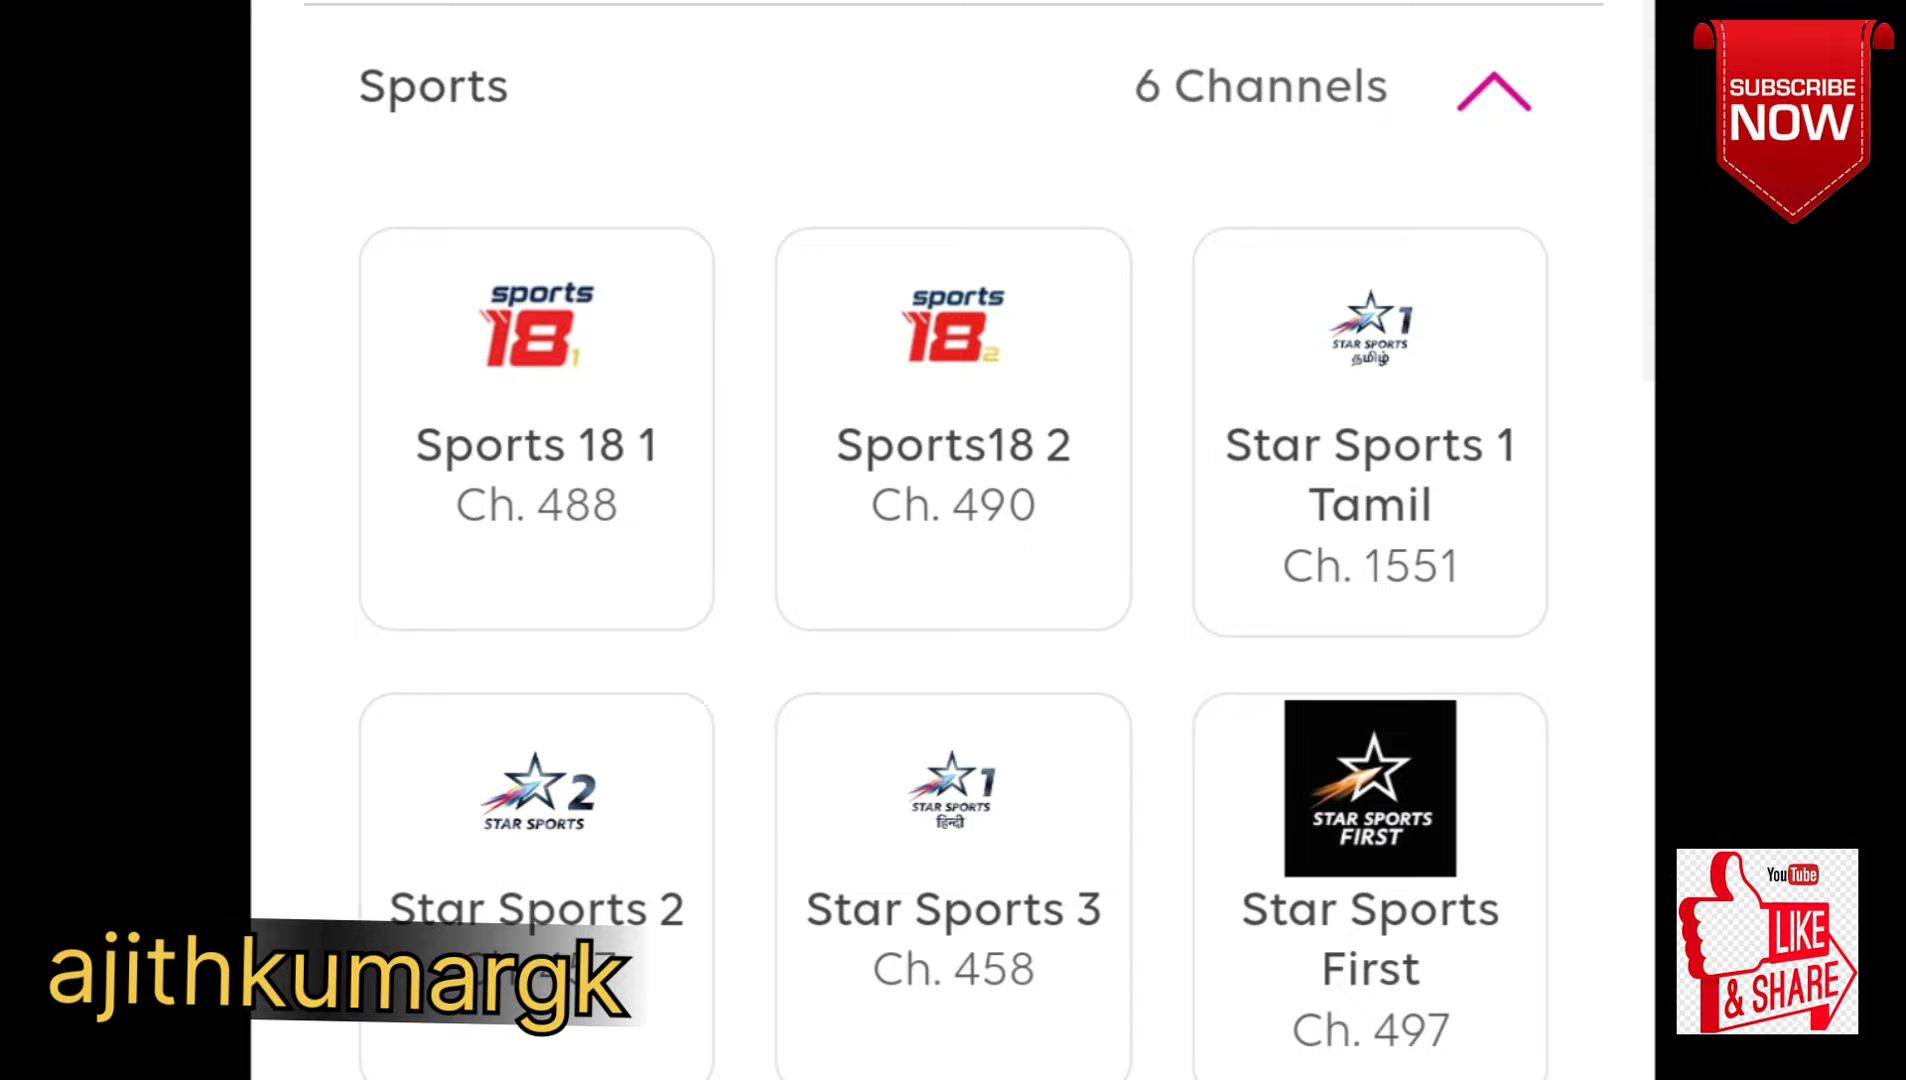 Sports
6 Channels
SUBSCRIBE
NOW
sports
18 1
sports
18 2
1
STAR SPORTS
தமிழ்
Sports 18 1
Ch. 488
Sports18 2
Ch. 490
Star Sports 1
Tamil
Ch. 1551
2
STAR SPORTS
1
STAR SPORTS
हिन्दी
STAR SPORTS
FIRST
Star Sports 2
Star Sports 3
Ch. 458
Star Sports
First
Ch. 497
ajithkumargk
YouTube
LIKE
& SHARE